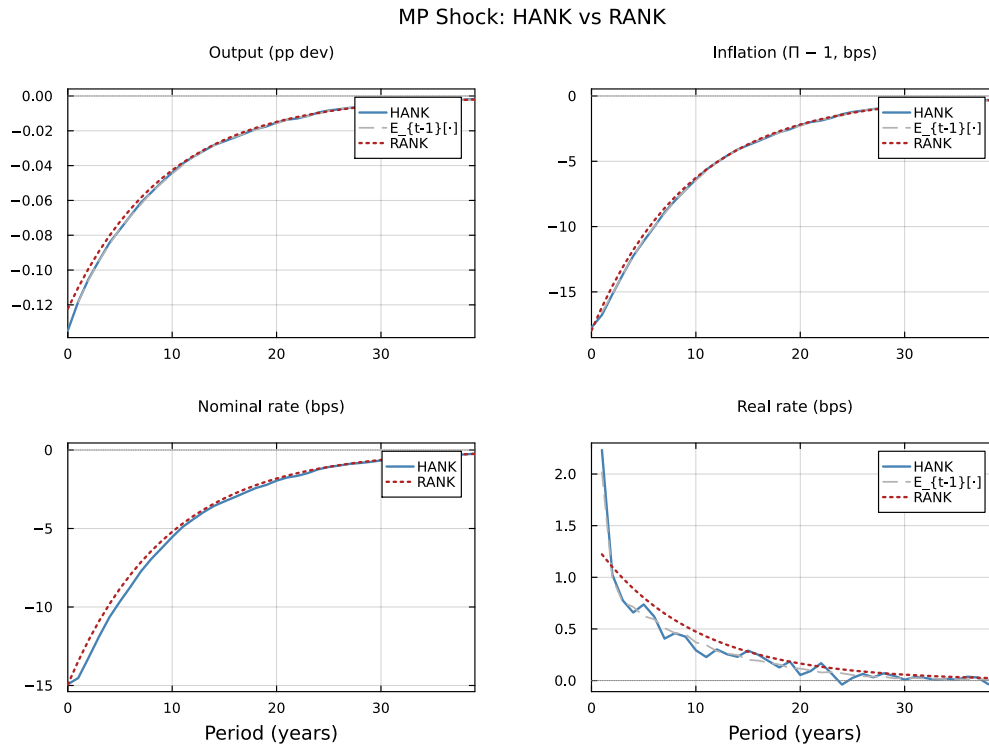 MP Shock: HANK vs RANK
Output (pp dev)
0.00
−0.02
−0.04
−0.06
−0.08
−0.10
−0.12
0
10
20
30
HANK
E_{t-1}[·]
RANK
Inflation (Π − 1, bps)
0
−5
−10
−15
0
10
20
30
HANK
E_{t-1}[·]
RANK
Nominal rate (bps)
0
−5
−10
−15
0
10
20
30
Period (years)
HANK
RANK
Real rate (bps)
2.0
1.5
1.0
0.5
0.0
0
10
20
30
Period (years)
HANK
E_{t-1}[·]
RANK